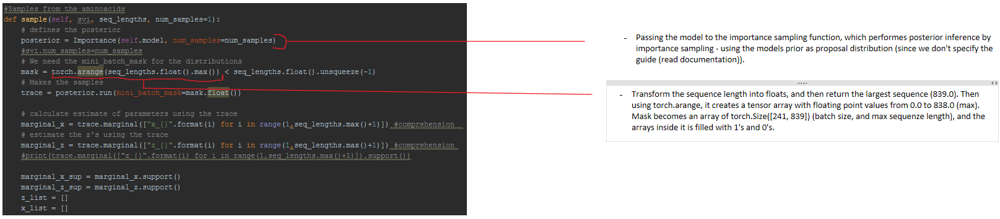 #Samples from the aminoacids
def sample(self, svi, seq_lengths, num_samples=1):
# defines the posterior
posterior = Importance(self.model, num_samples=num_samples)
#svi.num_samples=num_samples
# We need the mini_batch_mask for the distributions
mask = torch.arange(seq_lengths.float().max()) < seq_lengths.float().unsqueeze(-1)
# Makes the samples
trace = posterior.run(mini_batch_mask=mask.float())
# calculate estimate of parameters using the trace
marginal_x = trace.marginal(["x_{}".format(i) for i in range(1,seq_lengths.max()+1)]) #comprehension
# estimate the z's using the trace
marginal_z = trace.marginal(["z_{}".format(i) for i in range(1,seq_lengths.max()+1)]) #comprehension
#print(trace.marginal(["z_{}".format(i) for i in range(1,seq_lengths.max()+1)]).support())
marginal_x_sup = marginal_x.support()
marginal_z_sup = marginal_z.support()
z_list = []
x_list = []
- Passing the model to the importance sampling function, which performes posterior inference by
importance sampling - using the models prior as proposal distribution (since we don't specify the
guide (read documentation)).
- Transform the sequence length into floats, and then return the largest sequence (839.0). Then
using torch.arange, it creates a tensor array with floating point values from 0.0 to 838.0 (max).
Mask becomes an array of torch.Size([241, 839]) (batch size, and max sequenze length), and the
arrays inside it is filled with 1's and 0's.